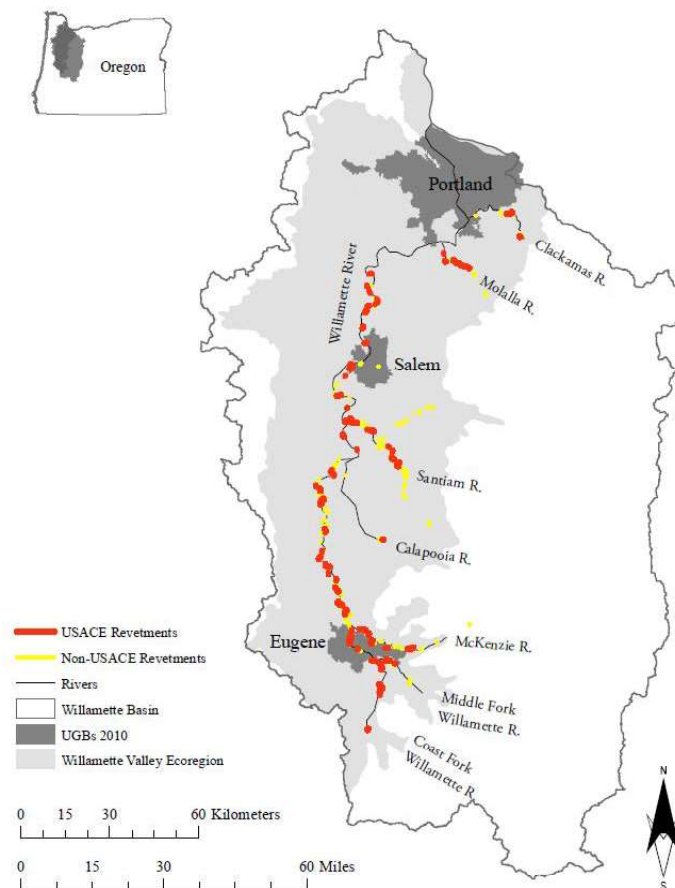 Oregon
Portland
Clackamas R.
Molalla R.
Willamette River
Salem
Santiam R.
Calapooia R.
Eugene
McKenzie R.
Middle Fork
Willamette R.
Coast Fork
Willamette R.
USACE Revetments
Non-USACE Revetments
Rivers
Willamette Basin
UGBs 2010
Willamette Valley Ecoregion
0 15 30 60 Kilometers
0 15 30 60 Miles
N
S